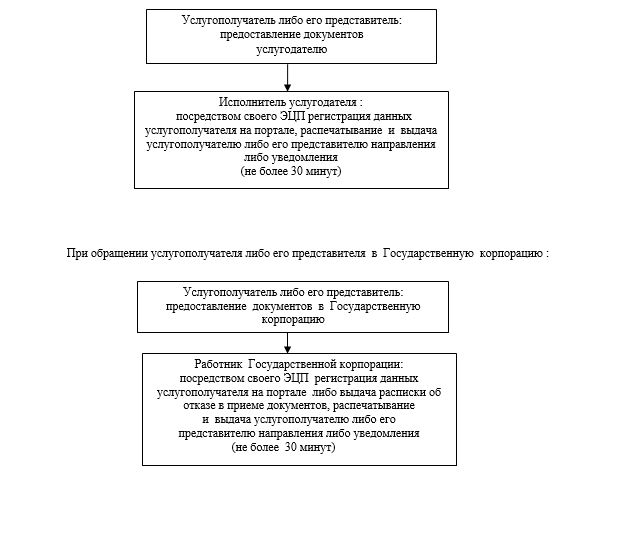 Услугополучатель либо его представитель:
предоставление документов
услугодателю
Исполнитель услугодателя :
посредством своего ЭЦП регистрация данных
услугополучателя на портале, распечатывание и выдача
услугополучателю либо его представителю направления
либо уведомления
(не более 30 минут)
При обращении услугополучателя либо его представителя в Государственную корпорацию :
Услугополучатель либо его представитель:
предоставление документов в Государственную
корпорацию
Работник Государственной корпорации:
посредством своего ЭЦП регистрация данных
услугополучателя на портале либо выдача расписки об
отказе в приеме документов, распечатывание
и выдача услугополучателю либо его
представителю направления либо уведомления
(не более 30 минут)